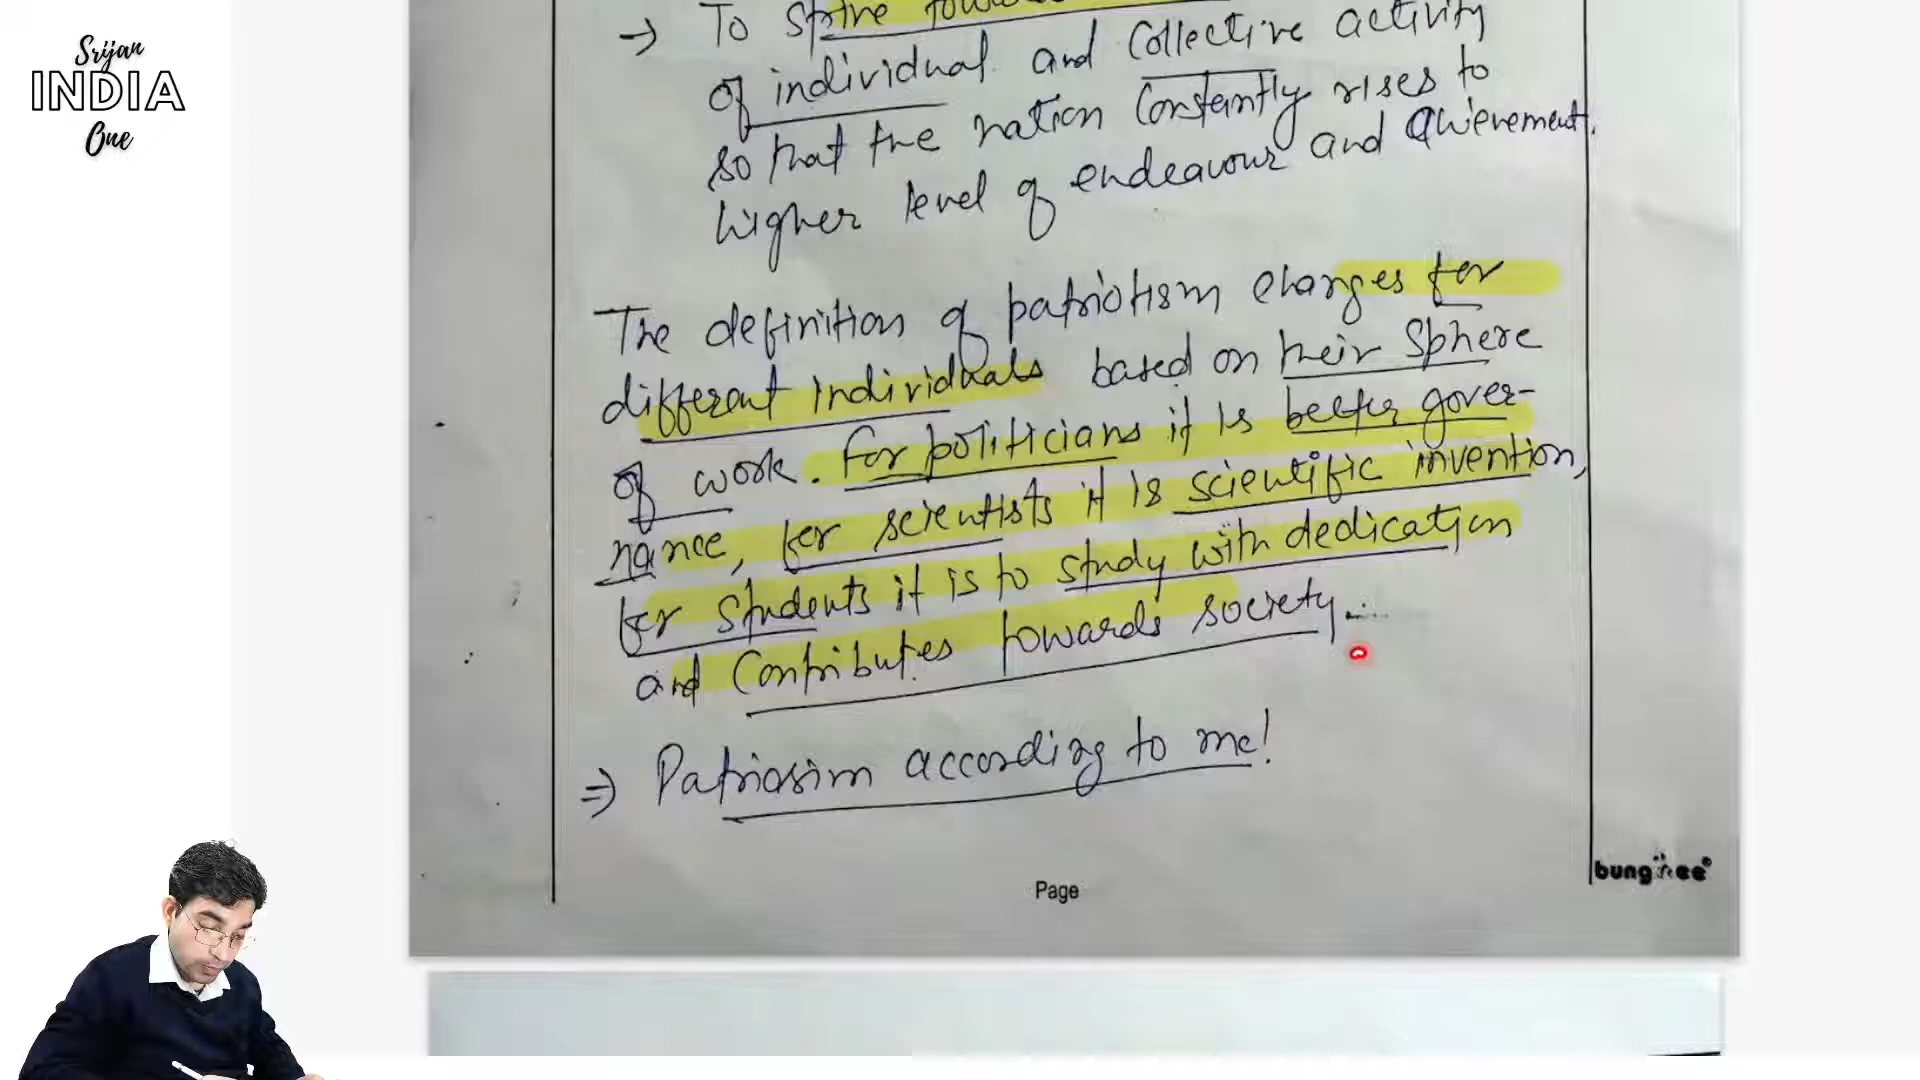 Srijan
INDIA
One
→ To strive towards
of individual and Collective activity
so that the nation Constantly rises to
higher level of endeavour and achievement.
The definition of patriotism changes for
different individuals based on their Sphere
of work. For politicians it is better gover-
nance, for scientists it is scientific invention,
for students it is to study with dedication
and Contributes towards society...
⇒ Patriosim according to me!
Page